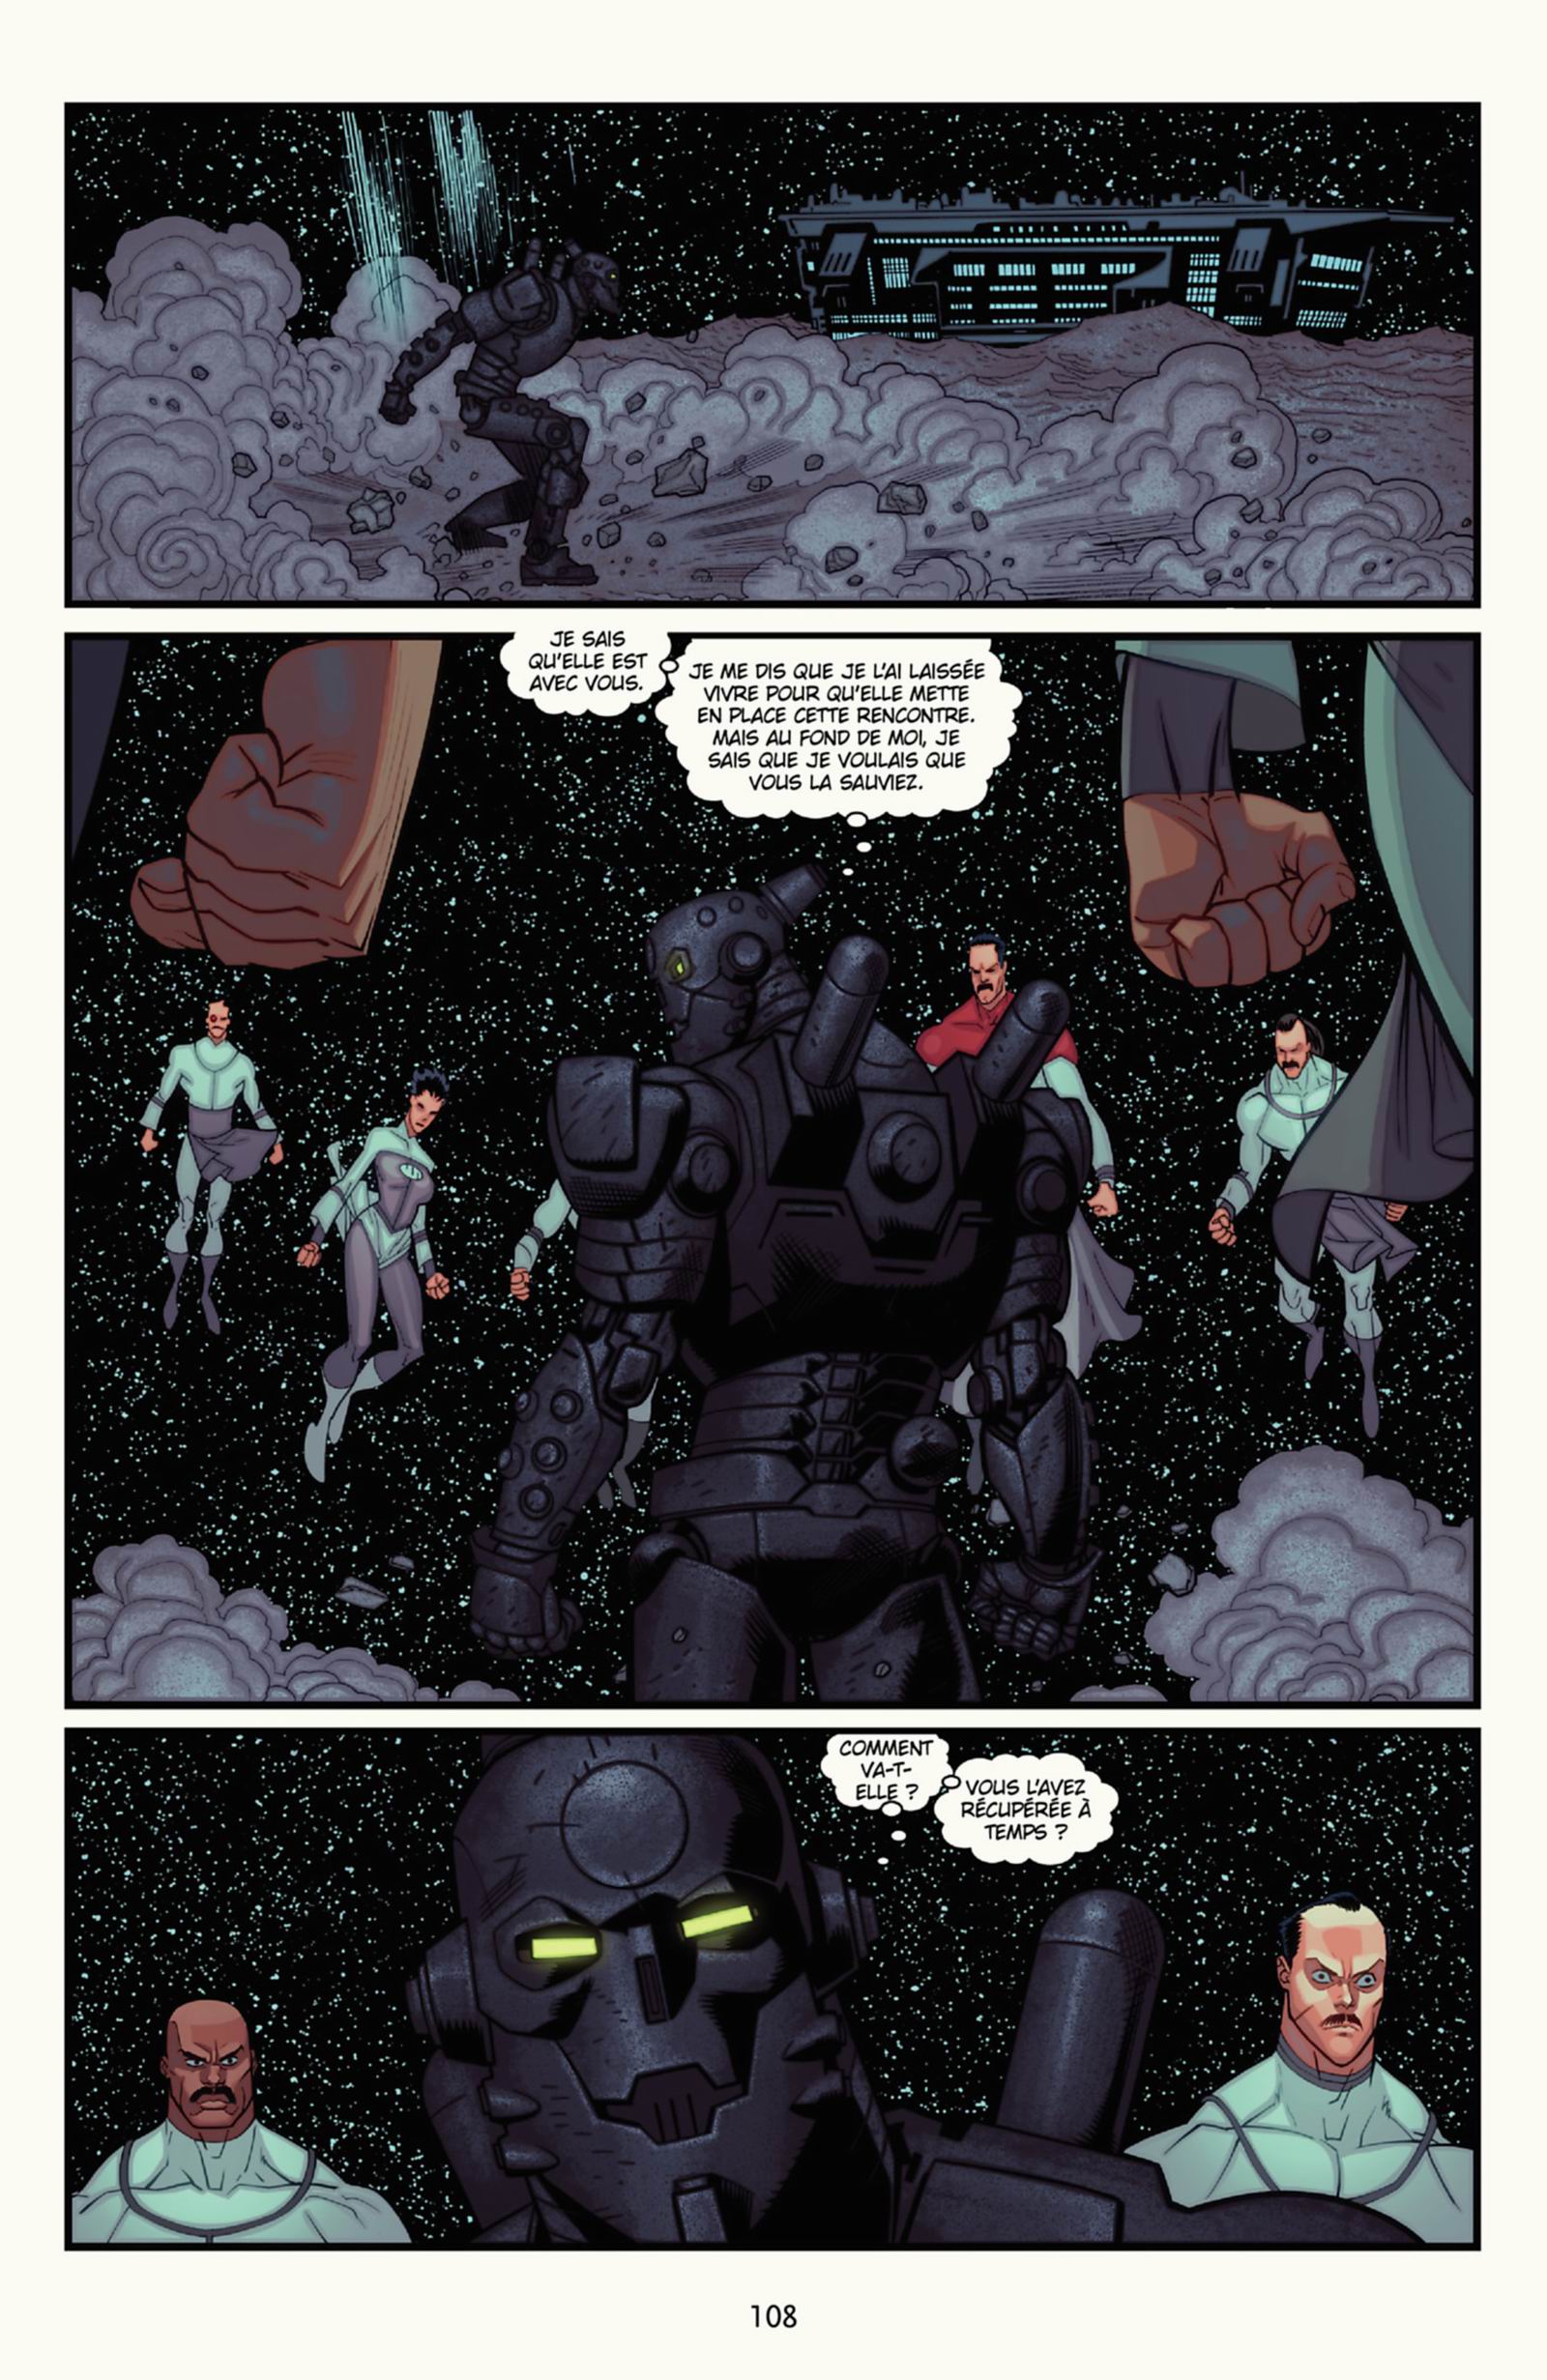 JE SAIS
QU'ELLE EST
AVEC VOUS.
JE ME DIS QUE JE L'AI LAISSÉE
VIVRE POUR QU'ELLE METTE
EN PLACE CETTE RENCONTRE.
MAIS AU FOND DE MOI, JE
SAIS QUE JE VOULAIS QUE
VOUS LA SAUVIEZ.
COMMENT
VA-T-
ELLE ?
VOUS L'AVEZ
RÉCUPÉRÉE À
TEMPS ?
108